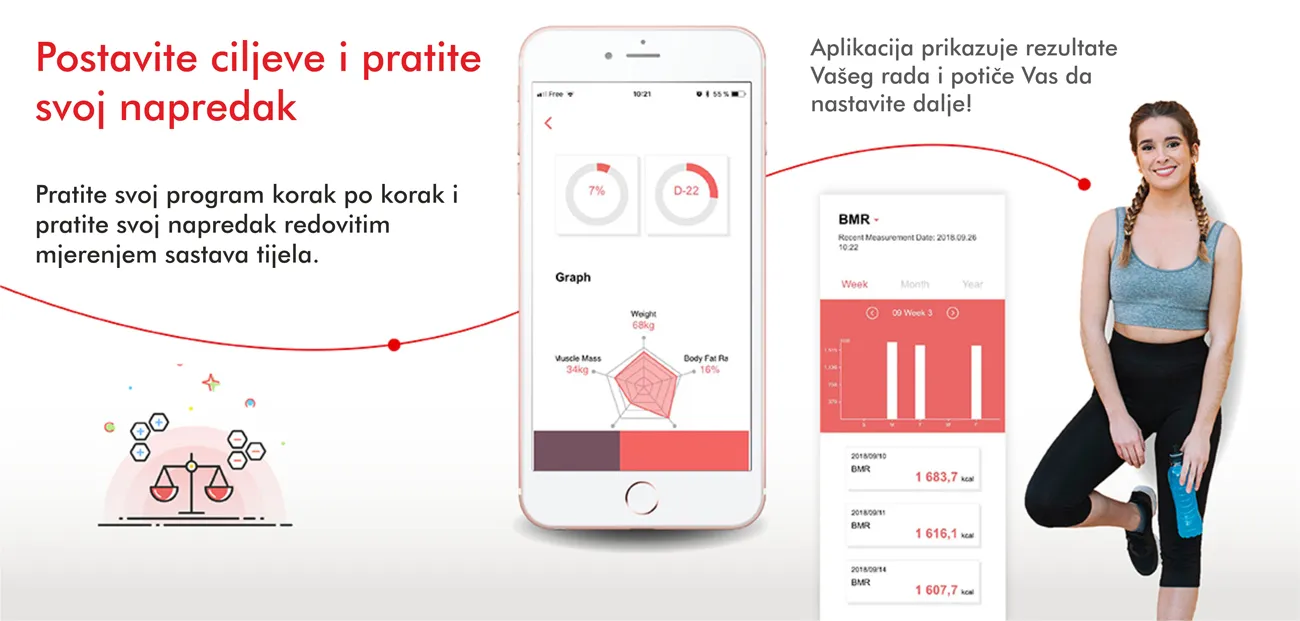 Postavite ciljeve i pratite
svoj napredak
Pratite svoj program korak po korak i
pratite svoj napredak redovitim
mjerenjem sastava tijela.
Free
10:21
55 %
7%
D-22
Graph
Weight
68kg
Muscle Mass
34kg
Body Fat Ra
16%
Aplikacija prikazuje rezultate
Vašeg rada i potiče Vas da
nastavite dalje!
BMR
Recent Measurement Date: 2018.09.26
10:22
Week Month Year
09 Week 3
2018/09/10
BMR
1 683,7 kcal
2018/09/11
BMR
1 616,1 kcal
2018/09/14
BMR
1 607,7 kcal